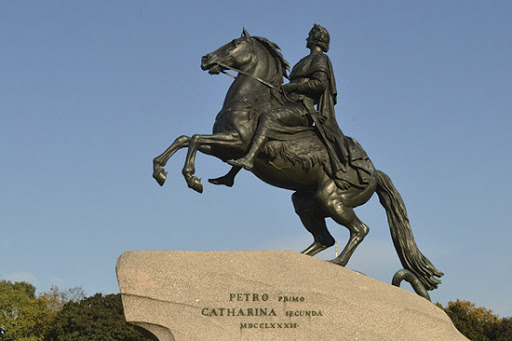 PETRO PRIMO
CATHARINA SECUNDA
MDCCLXXXII